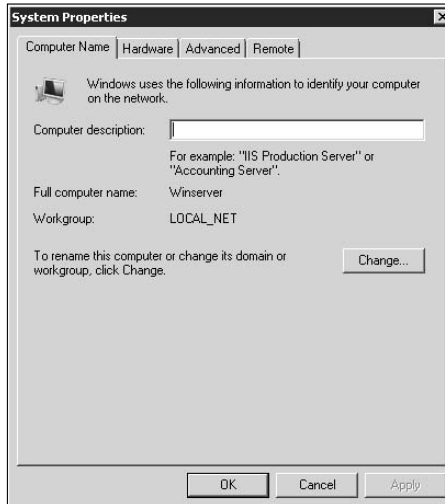 System Properties
Computer Name Hardware Advanced Remote
Windows uses the following information to identify your computer
on the network.
Computer description:
For example: "IIS Production Server" or
"Accounting Server".
Full computer name: Winserver
Workgroup: LOCAL_NET
To rename this computer or change its domain or
workgroup, click Change.
Change...
OK Cancel Apply